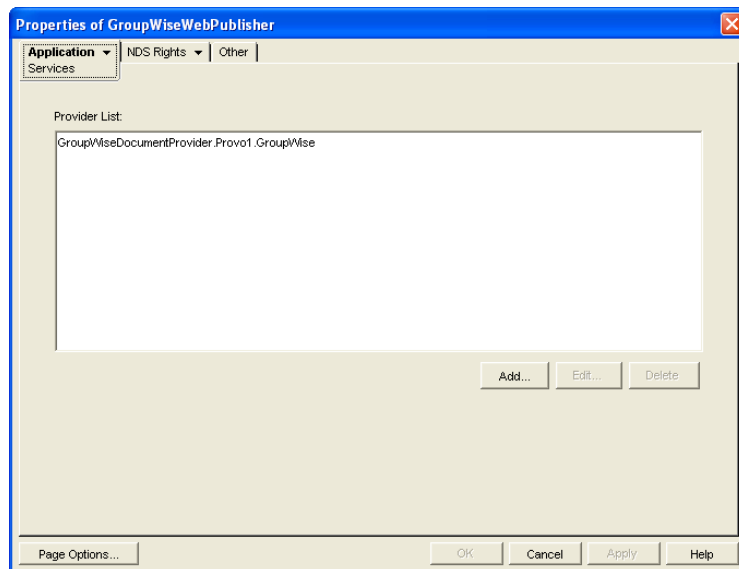 Properties of GroupWiseWebPublisher
Application NDS Rights Other
Services
Provider List:
GroupWiseDocumentProvider.Provo1.GroupWise
Add... Edit... Delete
Page Options... OK Cancel Apply Help